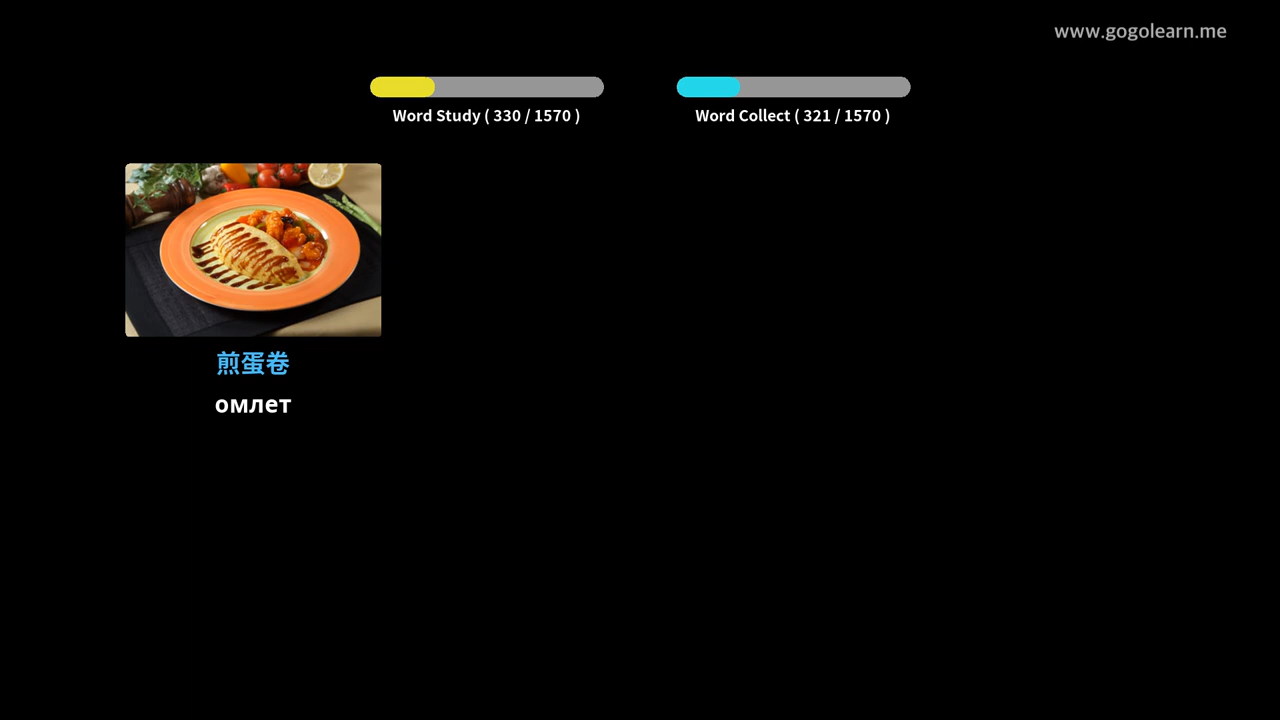 www.gogolearn.me
Word Study ( 330 / 1570 )
Word Collect ( 321 / 1570 )
煎蛋卷
омлет